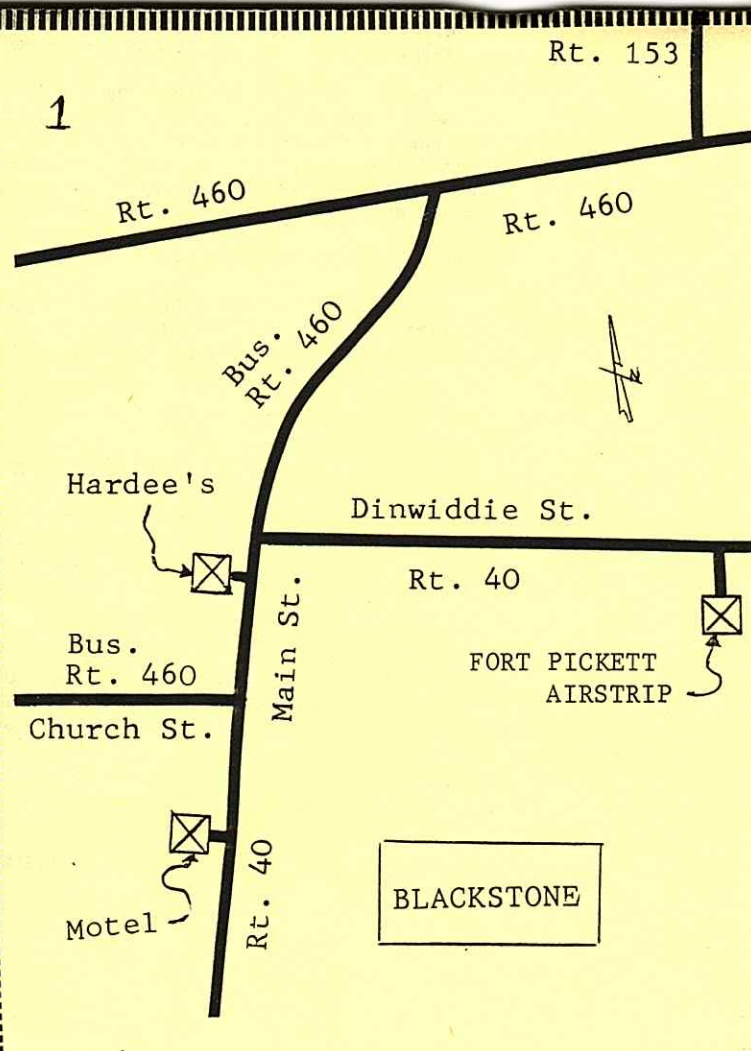 Rt. 153
1
Rt. 460
Rt. 460
Bus.
Rt. 460
Hardee's
Dinwiddie St.
Rt. 40
Main St.
Bus.
Rt. 460
Church St.
FORT PICKETT
AIRSTRIP
Rt. 40
BLACKSTONE
Motel
N